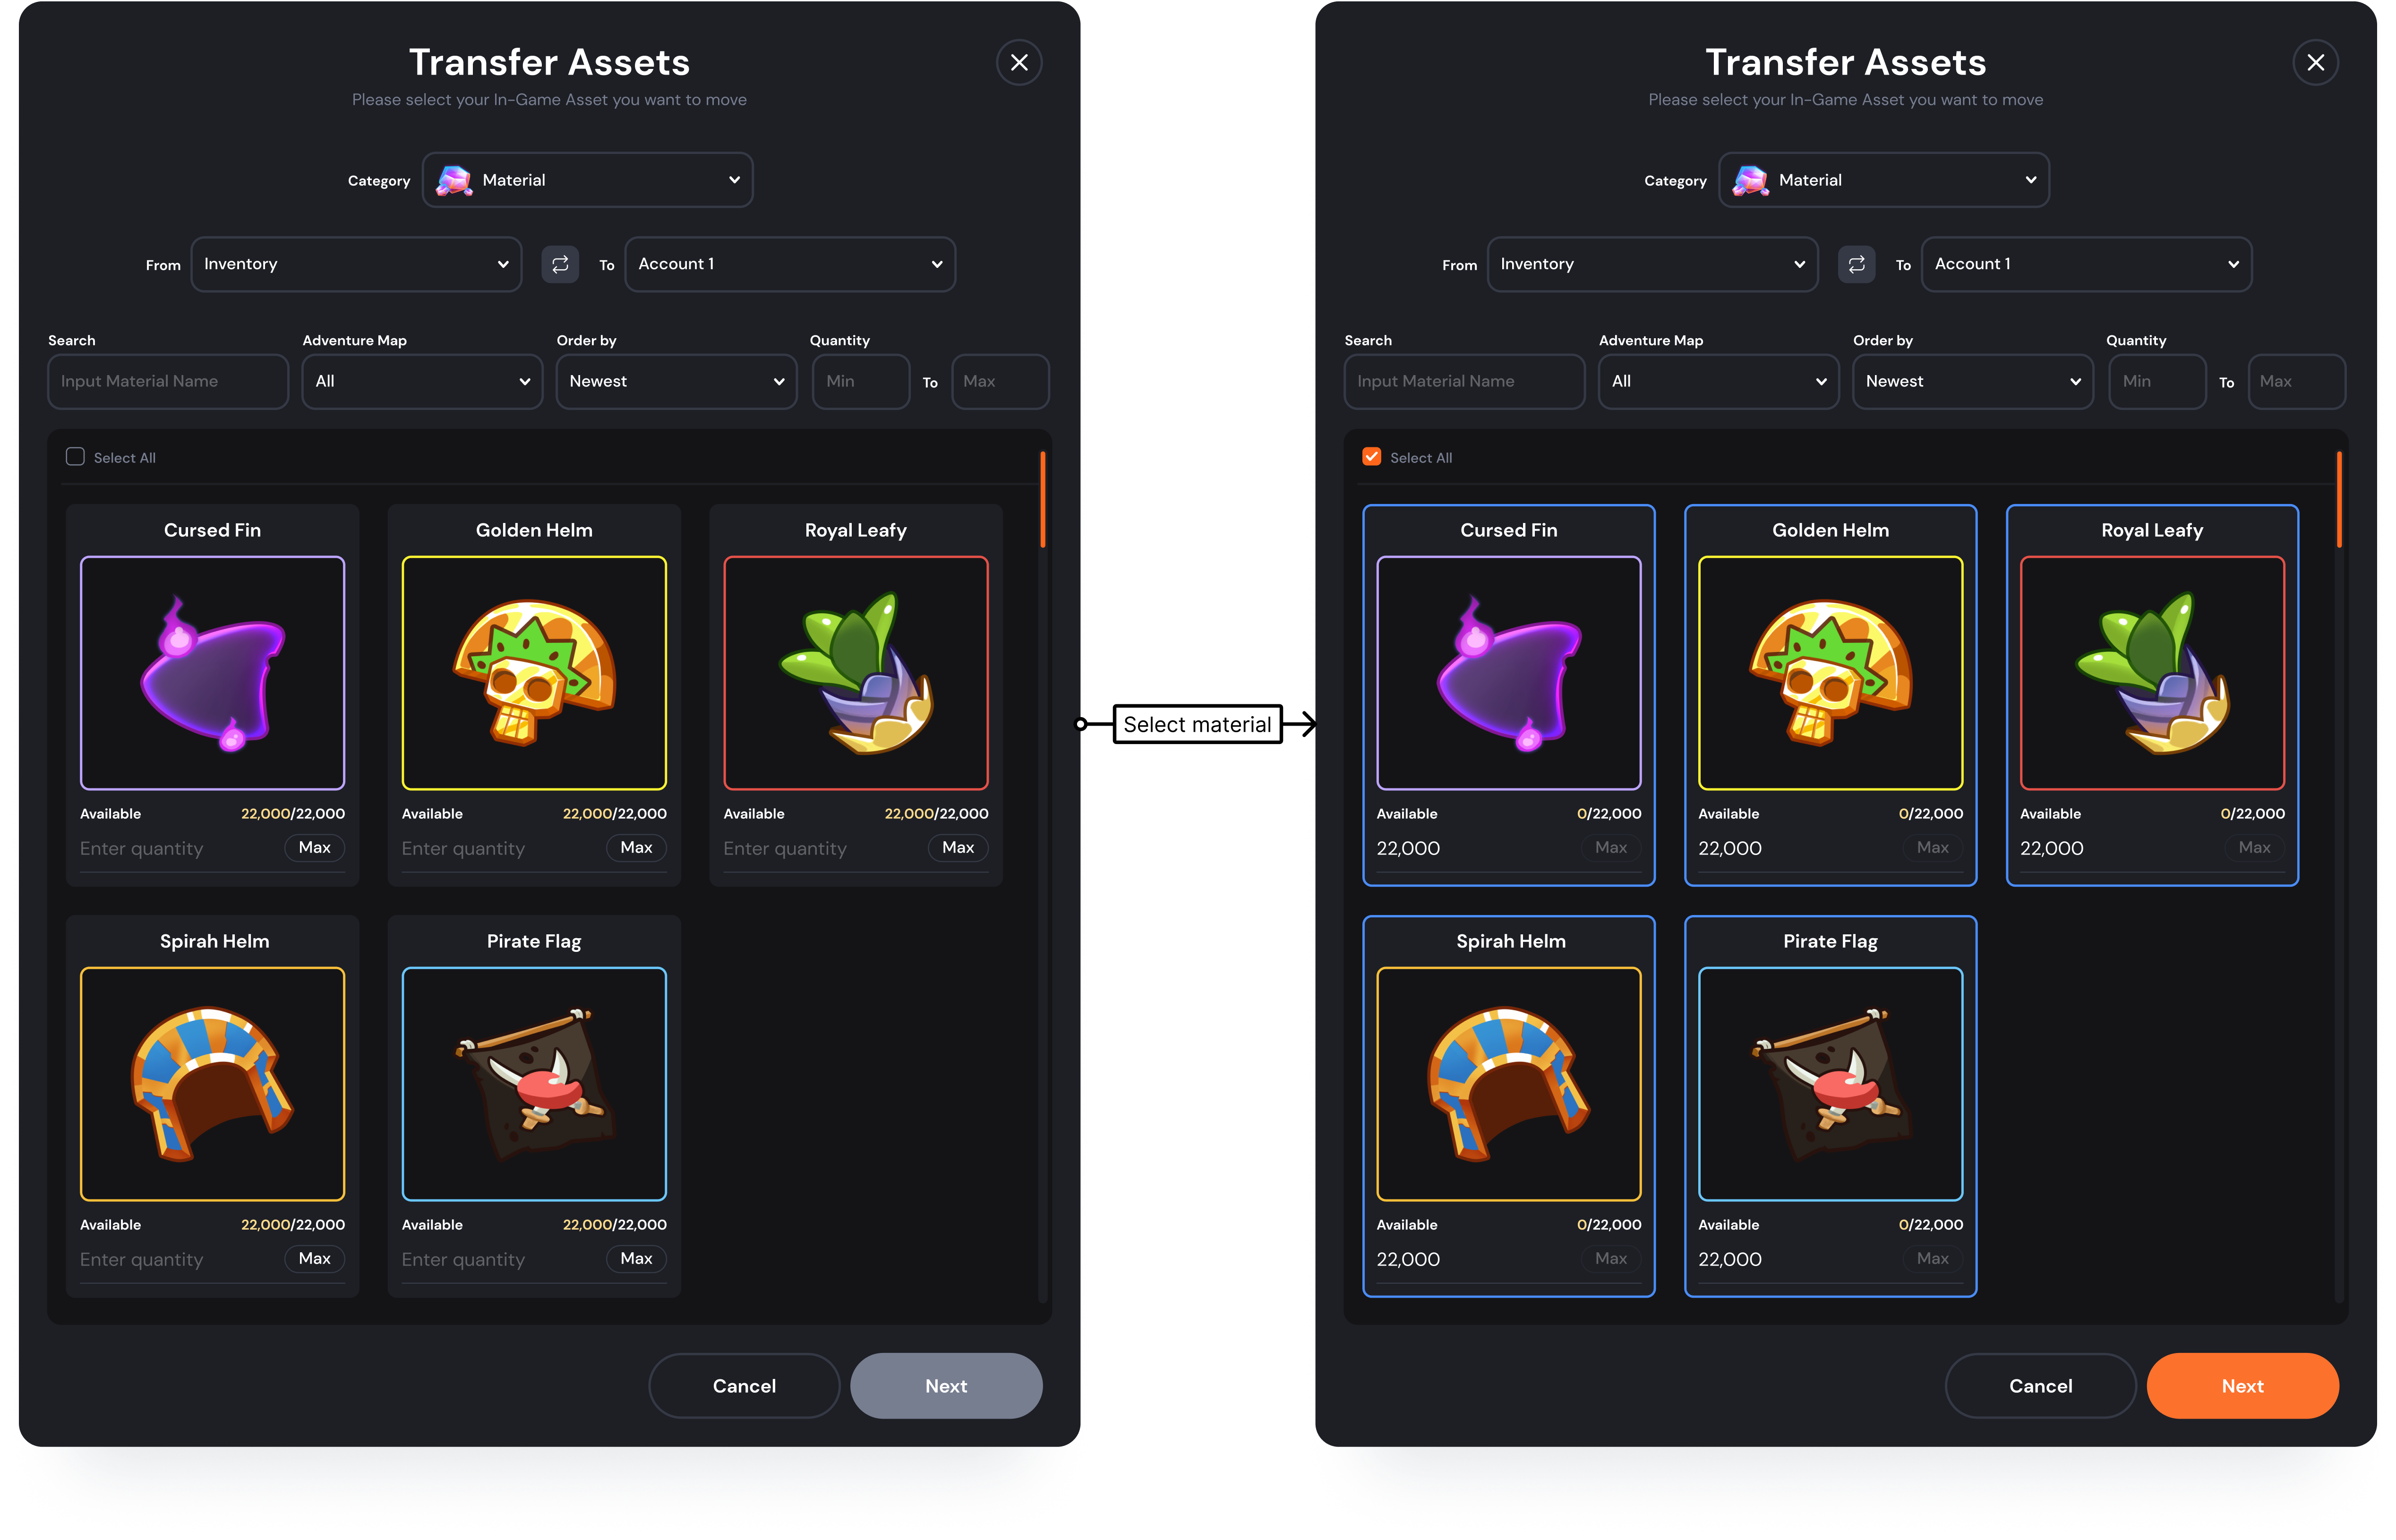 Transfer Assets
Please select your In-Game Asset you want to move
Category
Material
From
Inventory
To
Account 1
Search
Adventure Map
Order by
Quantity
Input Material Name
All
Newest
Min
To
Max
Select All
Cursed Fin
Golden Helm
Royal Leafy
Available 22,000/22,000
Available 22,000/22,000
Available 22,000/22,000
Enter quantity Max
Enter quantity Max
Enter quantity Max
Spirah Helm
Pirate Flag
Available 22,000/22,000
Available 22,000/22,000
Enter quantity Max
Enter quantity Max
Cancel
Next
Select material
Transfer Assets
Please select your In-Game Asset you want to move
Category
Material
From
Inventory
To
Account 1
Search
Adventure Map
Order by
Quantity
Input Material Name
All
Newest
Min
To
Max
Select All
Cursed Fin
Golden Helm
Royal Leafy
Available 0/22,000
Available 0/22,000
Available 0/22,000
22,000 Max
22,000 Max
22,000 Max
Spirah Helm
Pirate Flag
Available 0/22,000
Available 0/22,000
22,000 Max
22,000 Max
Cancel
Next